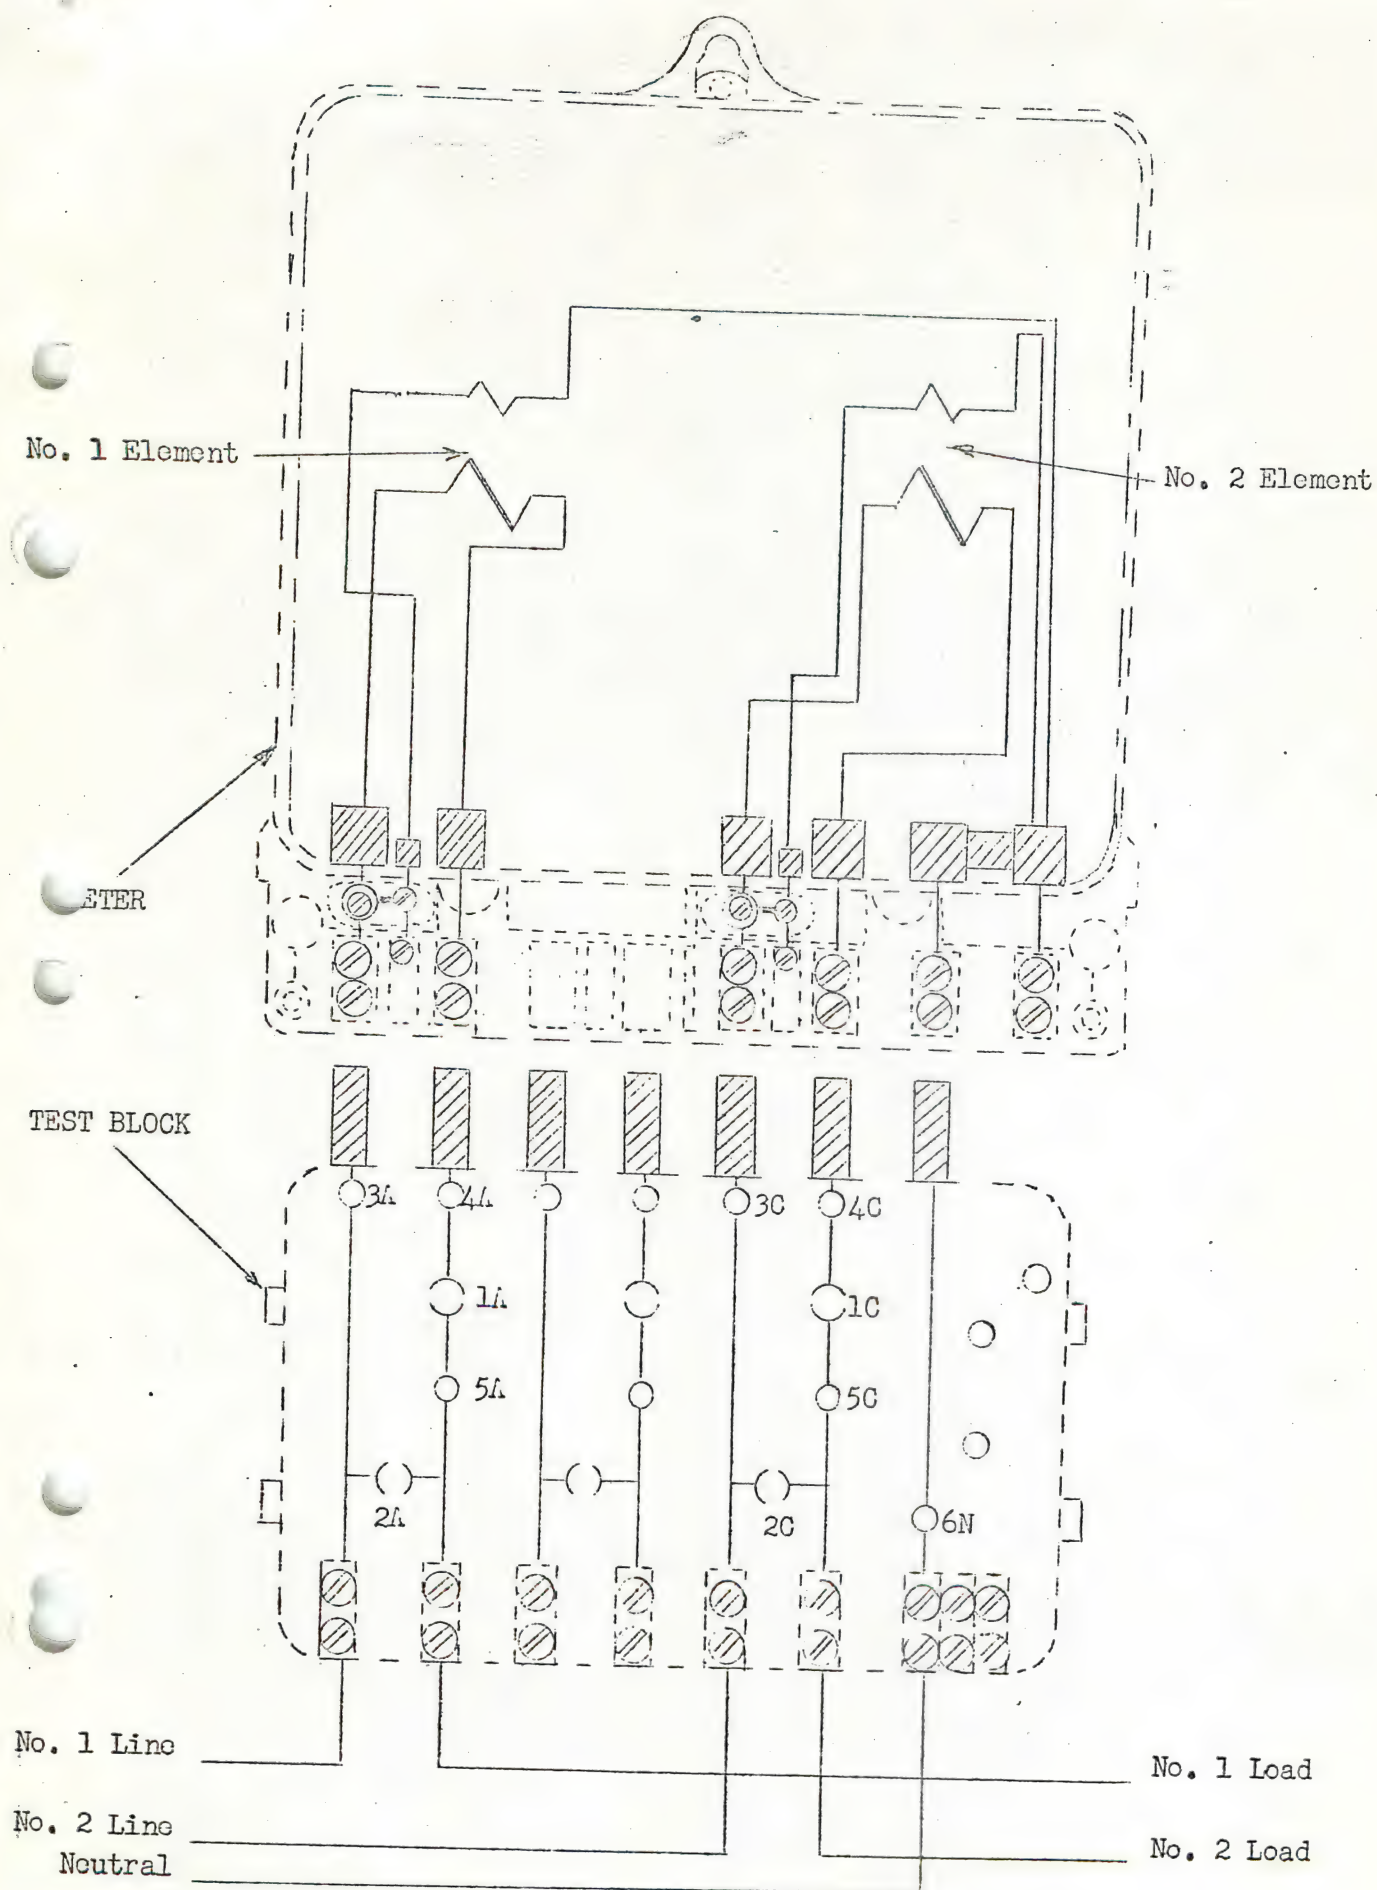 No. 1 Element
No. 2 Element
ETER
TEST BLOCK
3A
4A
3C
4C
1A
1C
5A
5C
2A
2C
6N
No. 1 Line
No. 1 Load
No. 2 Line
No. 2 Load
Neutral